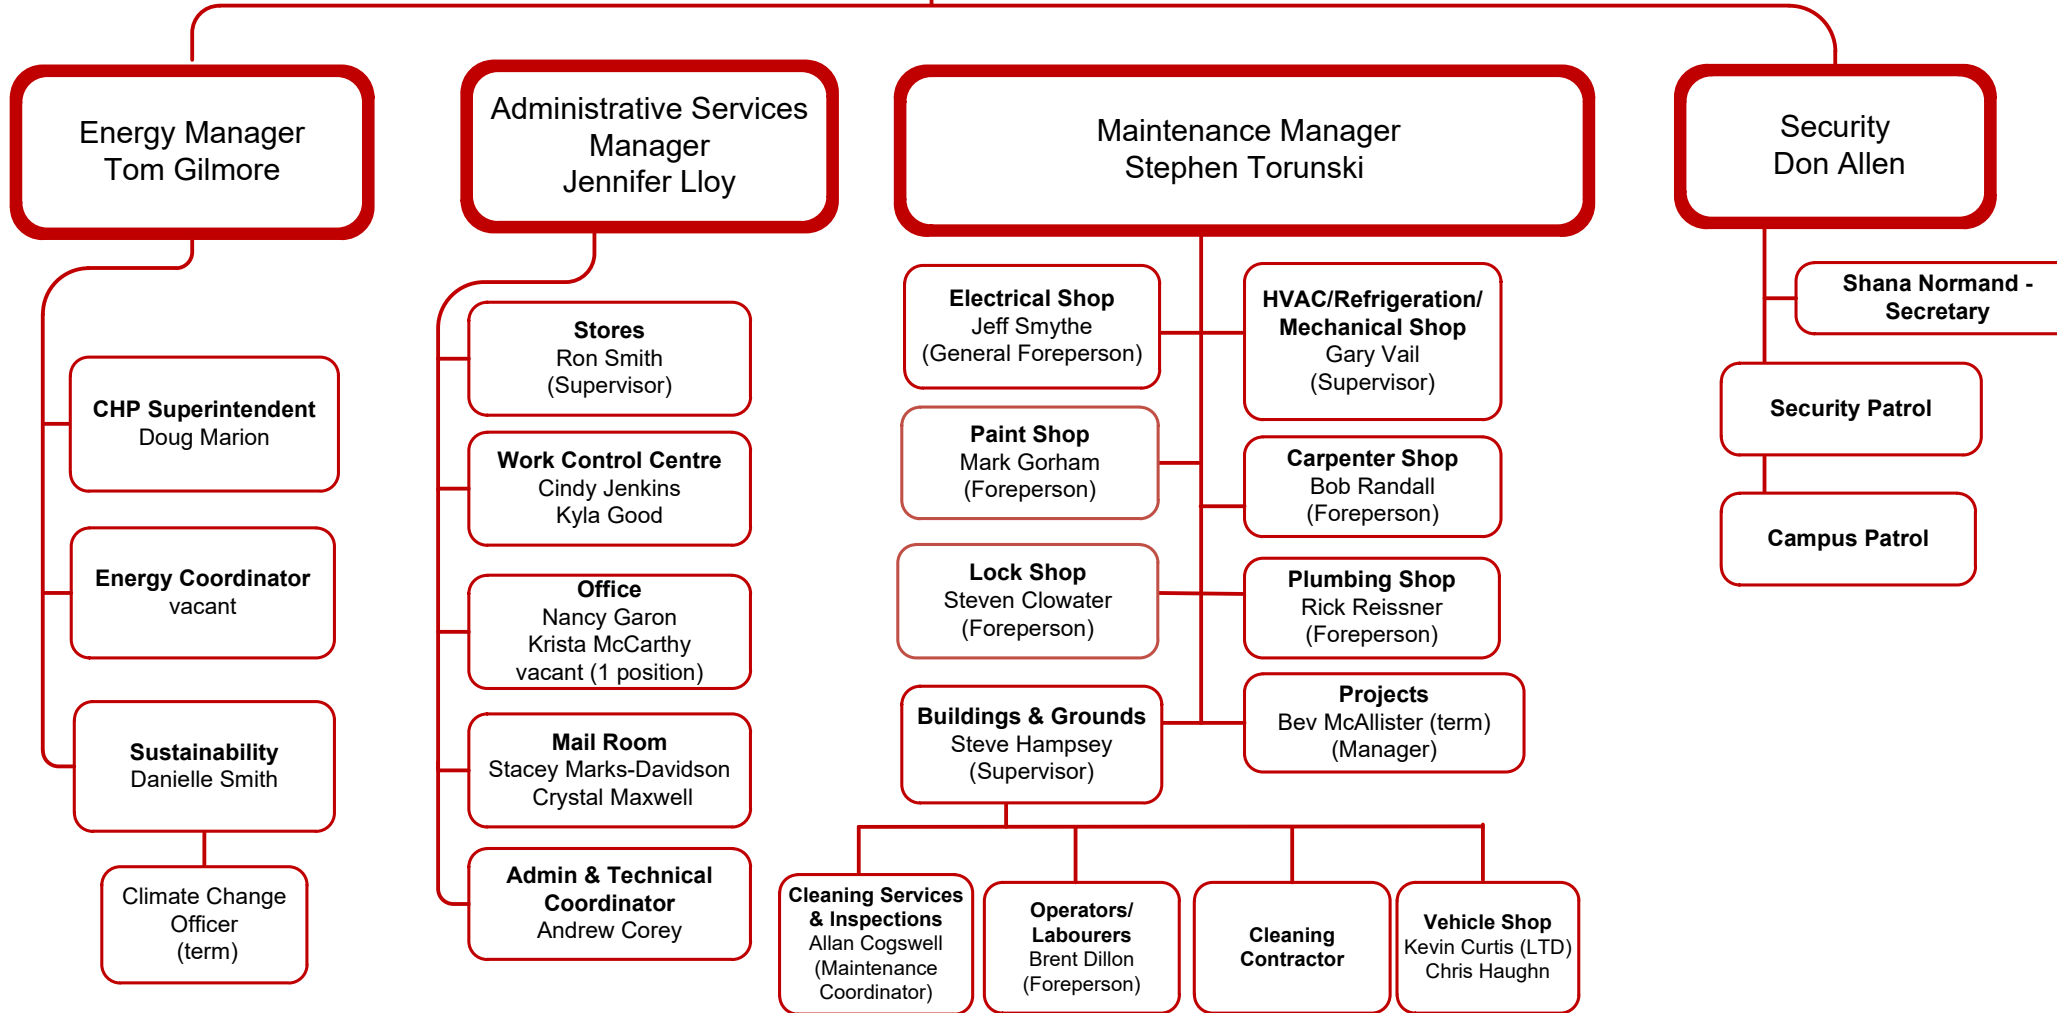 Energy Manager
Tom Gilmore
Administrative Services
Manager
Jennifer Lloy
Maintenance Manager
Stephen Torunski
Security
Don Allen
CHP Superintendent
Doug Marion
Energy Coordinator
vacant
Sustainability
Danielle Smith
Climate Change
Officer
(term)
Stores
Ron Smith
(Supervisor)
Work Control Centre
Cindy Jenkins
Kyla Good
Office
Nancy Garon
Krista McCarthy
vacant (1 position)
Mail Room
Stacey Marks-Davidson
Crystal Maxwell
Admin & Technical
Coordinator
Andrew Corey
Electrical Shop
Jeff Smythe
(General Foreperson)
HVAC/Refrigeration/
Mechanical Shop
Gary Vail
(Supervisor)
Paint Shop
Mark Gorham
(Foreperson)
Carpenter Shop
Bob Randall
(Foreperson)
Lock Shop
Steven Clowater
(Foreperson)
Plumbing Shop
Rick Reissner
(Foreperson)
Buildings & Grounds
Steve Hampsey
(Supervisor)
Projects
Bev McAllister (term)
(Manager)
Cleaning Services
& Inspections
Allan Cogswell
(Maintenance
Coordinator)
Operators/
Labourers
Brent Dillon
(Foreperson)
Cleaning
Contractor
Vehicle Shop
Kevin Curtis (LTD)
Chris Haughn
Shana Normand -
Secretary
Security Patrol
Campus Patrol